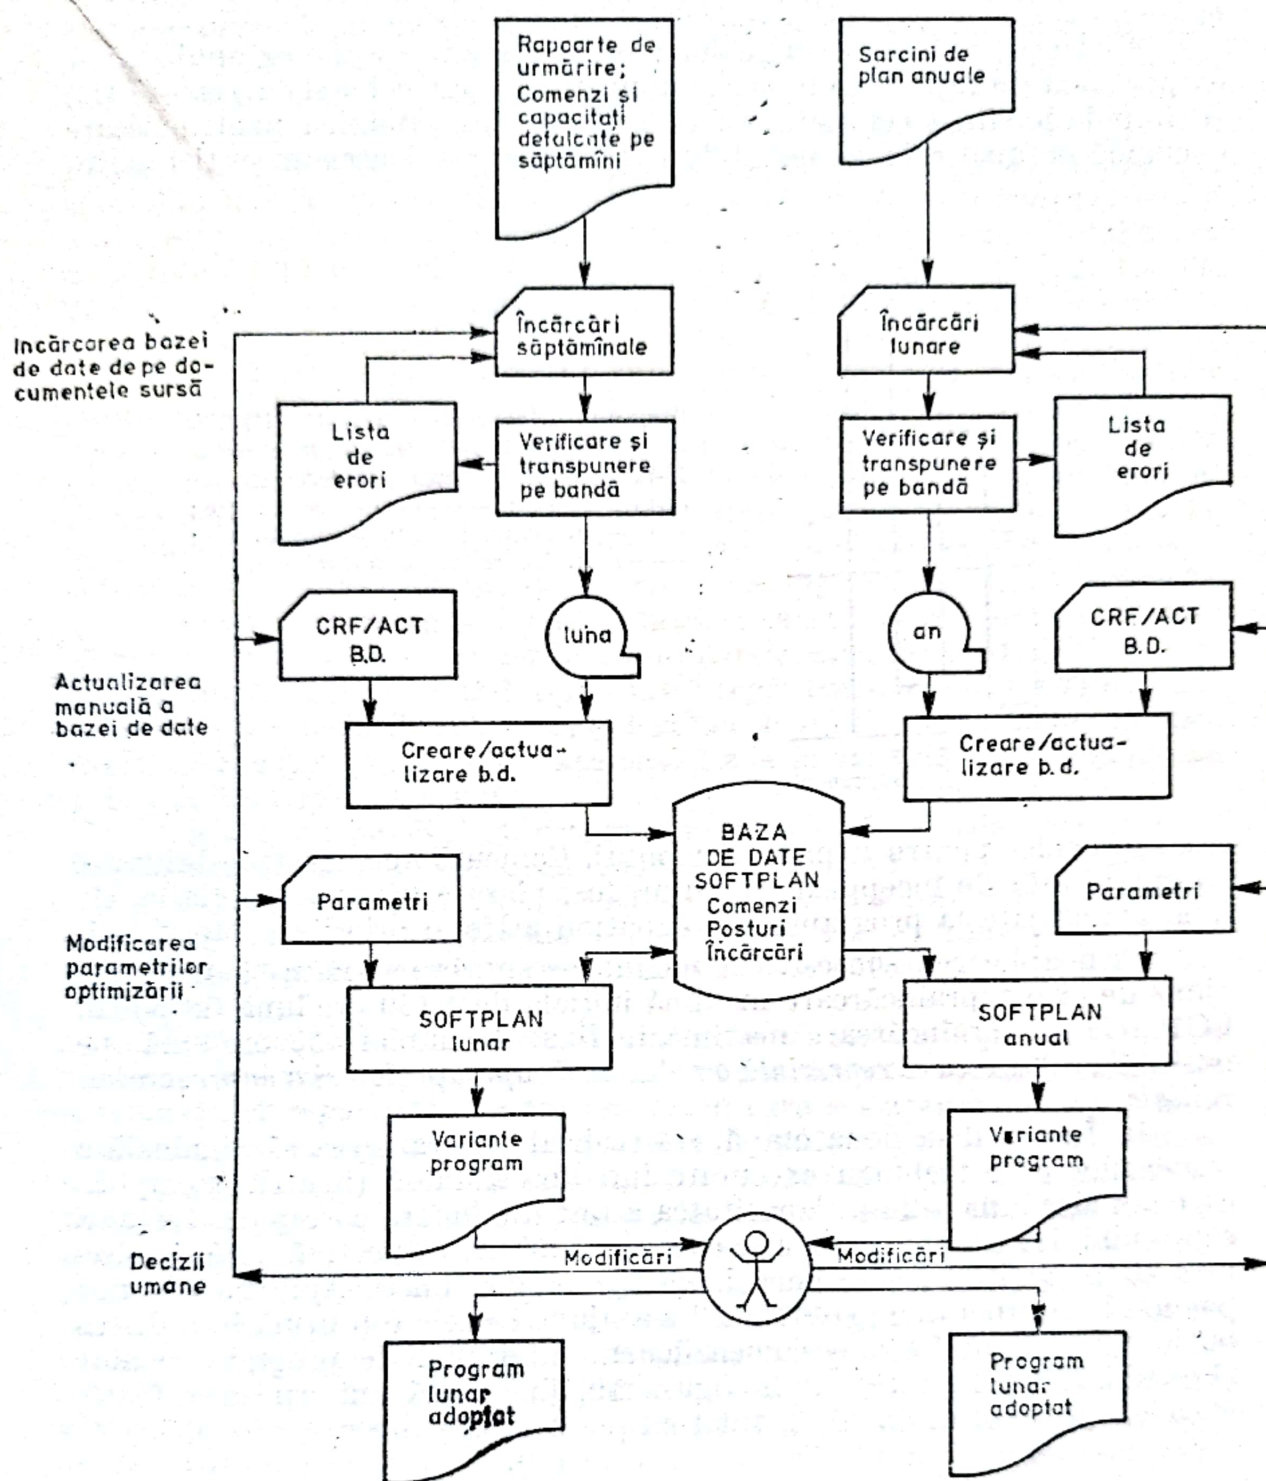 Rapoarte de
urmărire;
Comenzi și
capacități
defalcate pe
săptămîni
Sarcini de
plan anuale
Încărcări
săptămînale
Încărcări
lunare
Incărcarea bazei
de date de pe do-
cumentele sursă
Lista
de
erori
Verificare și
transpunere
pe bandă
Verificare și
transpunere
pe bandă
Lista
de
erori
CRF/ACT
B.D.
luna
an
CRF/ACT
B.D.
Actualizarea
manuală a
bazei de date
Creare/actua-
lizare b.d.
Creare/actua-
lizare b.d.
BAZA
DE DATE
SOFTPLAN
Comenzi
Posturi
Încărcări
Parametri
Parametri
Modificarea
parametrilor
optimizării
SOFTPLAN
lunar
SOFTPLAN
anual
Variante
program
Variante
program
Decizii
umane
Modificări
Modificări
Program
lunar
adoptat
Program
lunar
adoptat